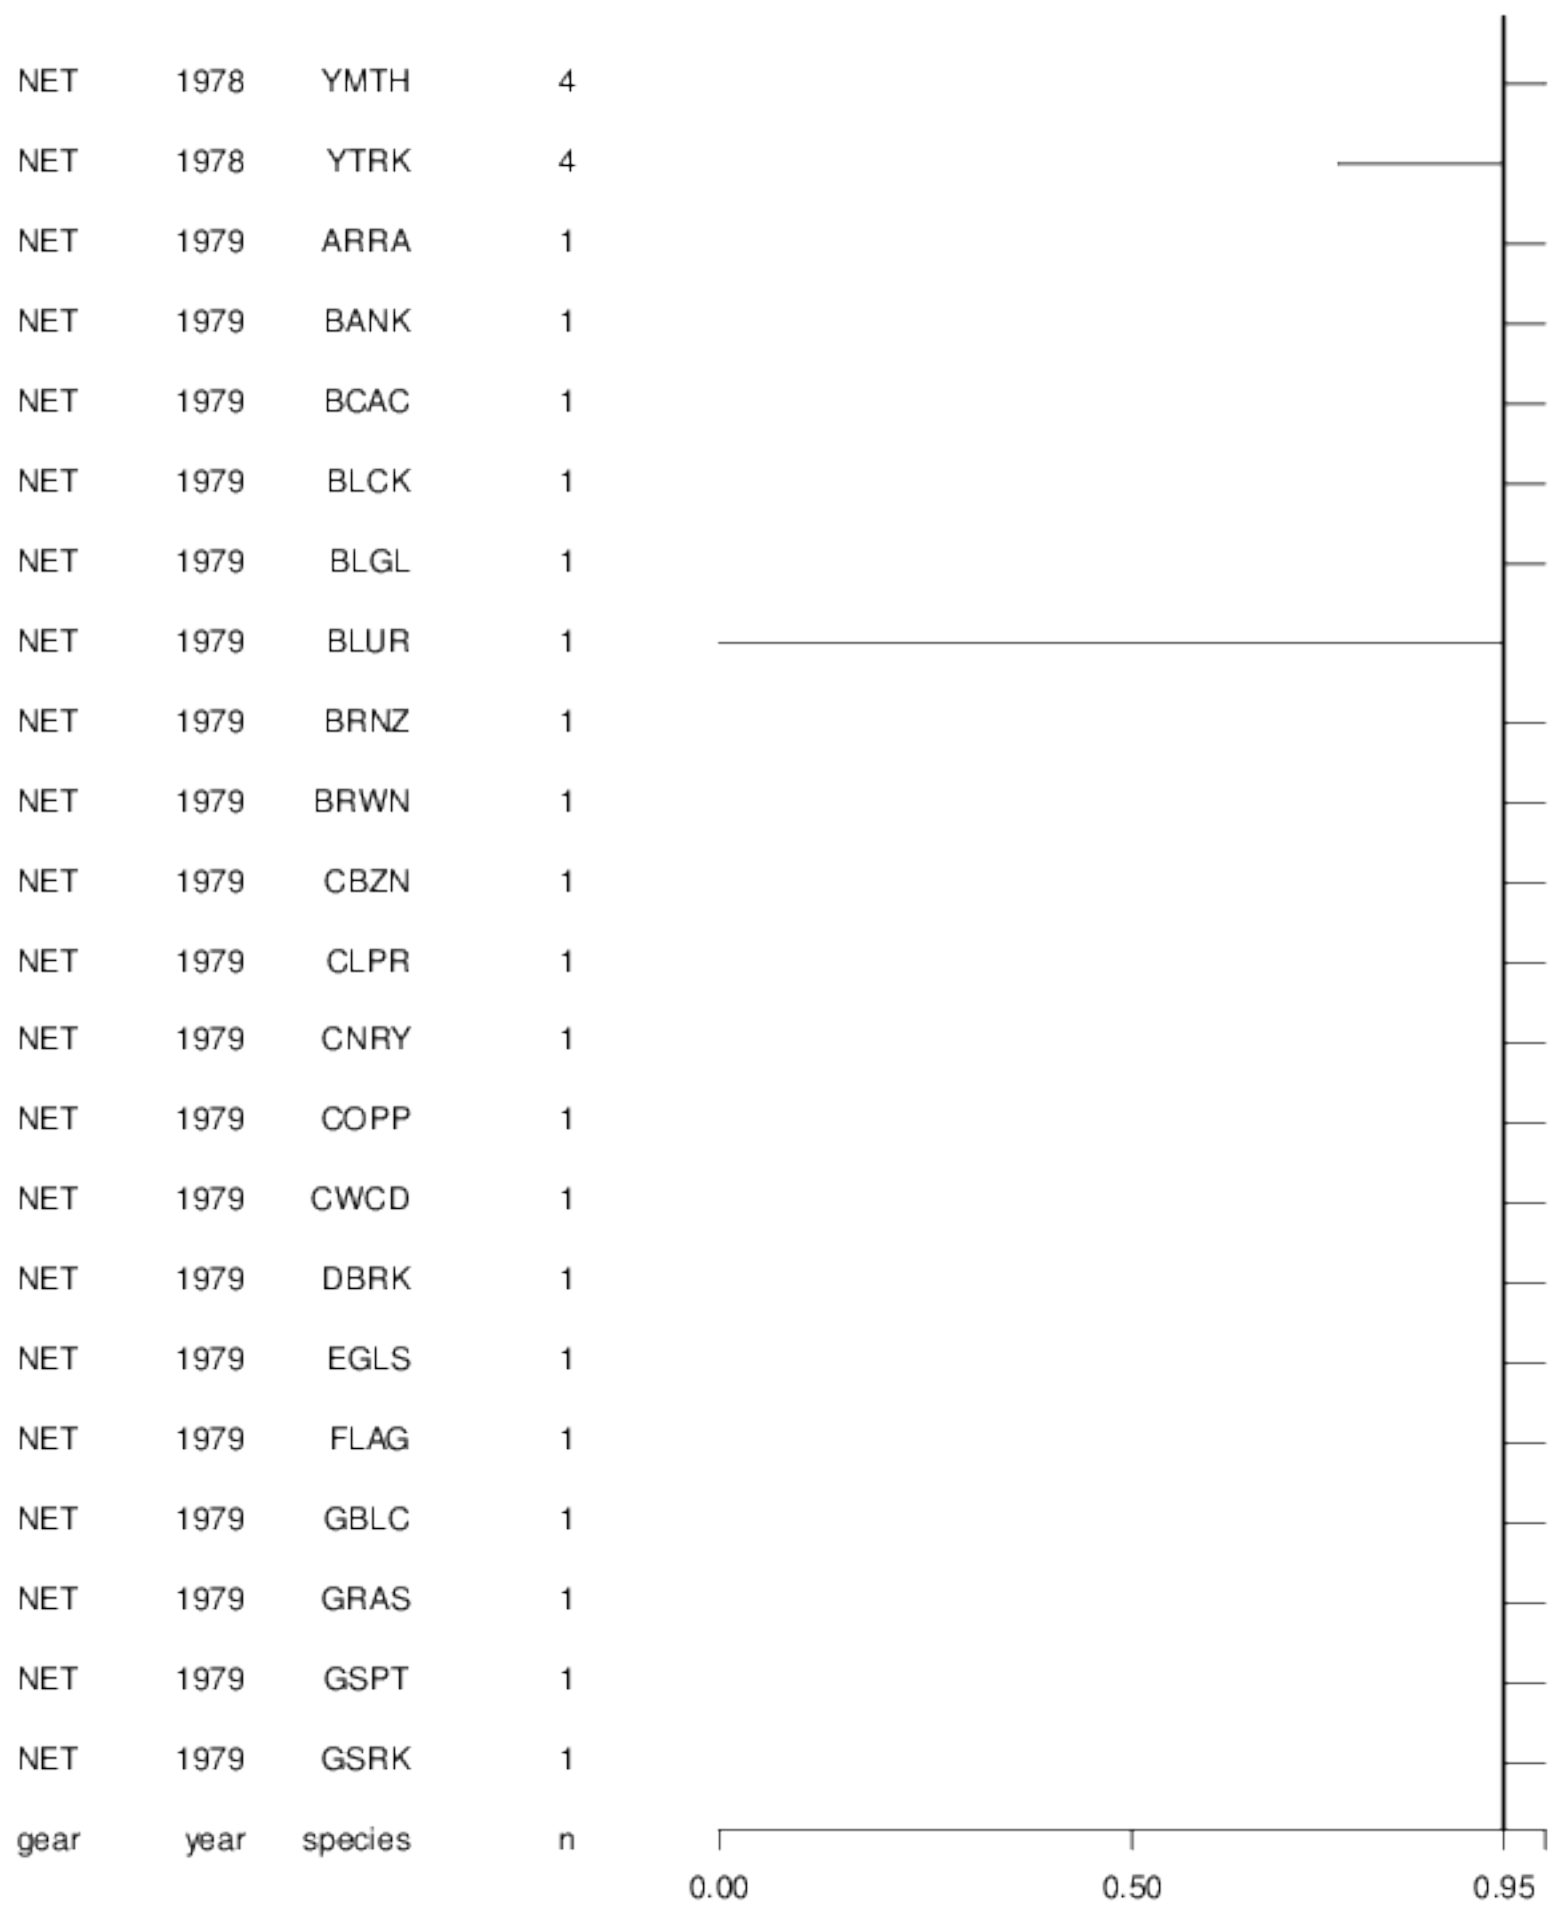 NET 1978 YMTH 4
NET 1978 YTRK 4
NET 1979 ARRA 1
NET 1979 BANK 1
NET 1979 BCAC 1
NET 1979 BLCK 1
NET 1979 BLGL 1
NET 1979 BLUR 1
NET 1979 BRNZ 1
NET 1979 BRWN 1
NET 1979 CBZN 1
NET 1979 CLPR 1
NET 1979 CNRY 1
NET 1979 COPP 1
NET 1979 CWCD 1
NET 1979 DBRK 1
NET 1979 EGLS 1
NET 1979 FLAG 1
NET 1979 GBLC 1
NET 1979 GRAS 1
NET 1979 GSPT 1
NET 1979 GSRK 1
gear year species n
0.00 0.50 0.95